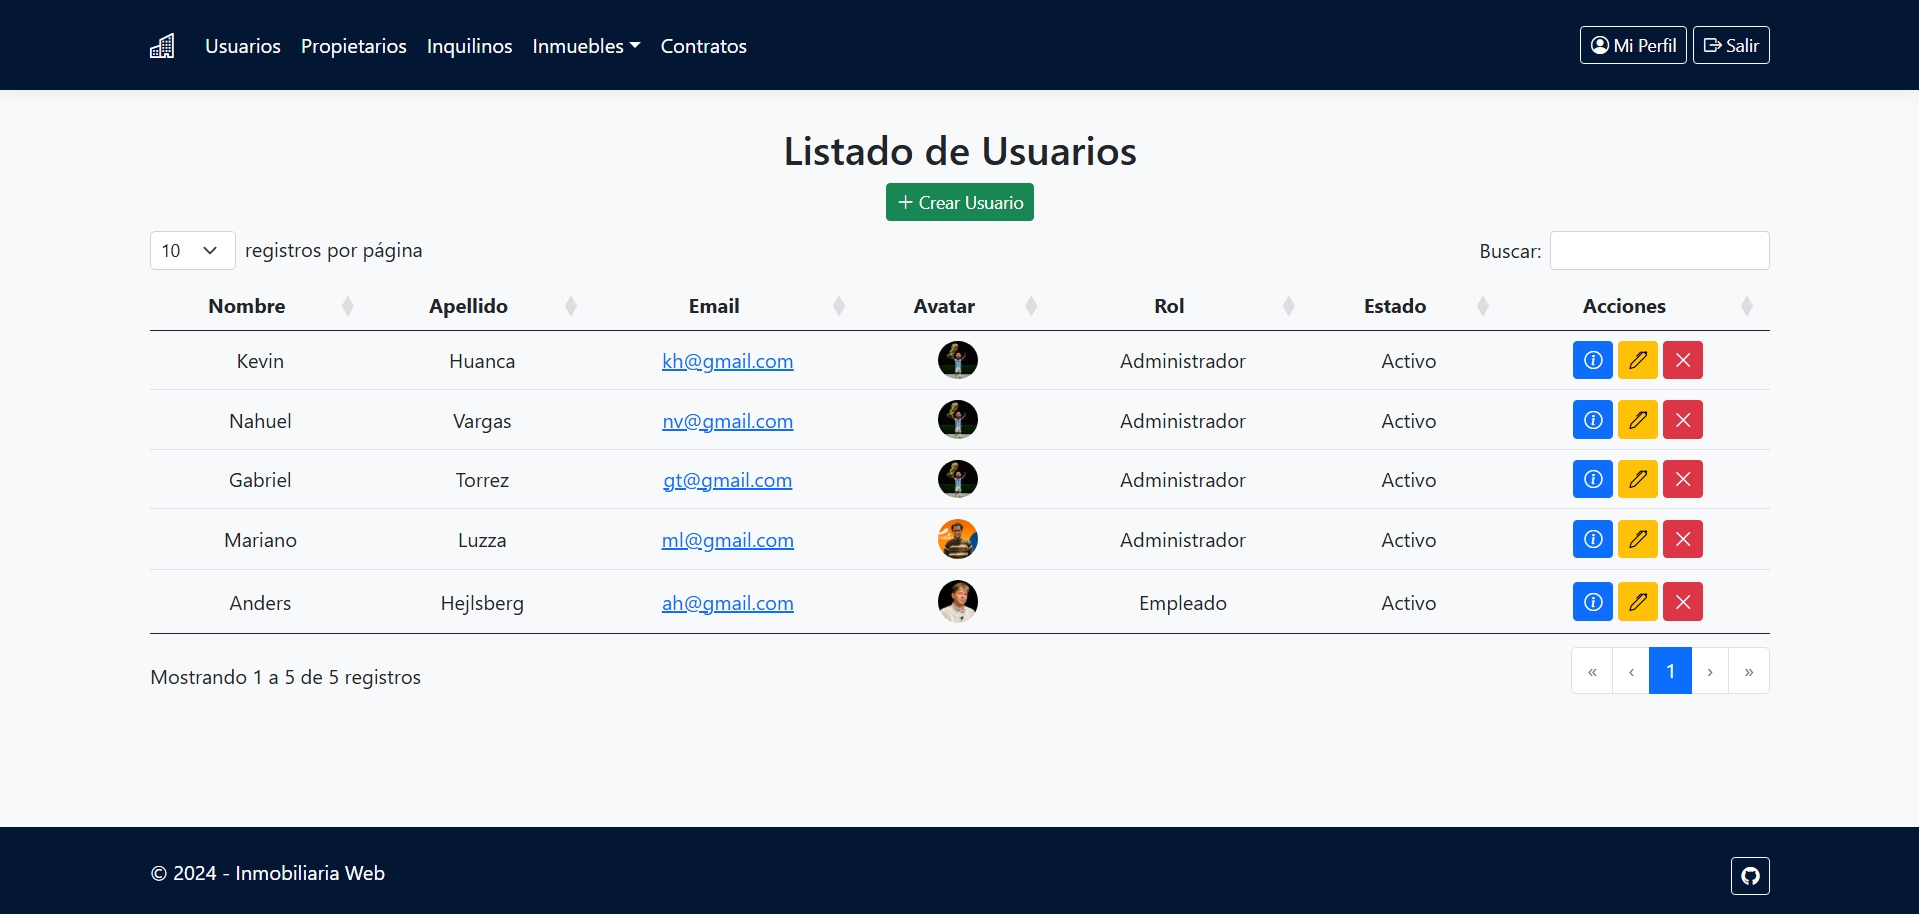 Usuarios Propietarios Inquilinos Inmuebles Contratos Mi Perfil Salir
Listado de Usuarios
Crear Usuario
10 registros por página Buscar:
Nombre Apellido Email Avatar Rol Estado Acciones
Kevin Huanca kh@gmail.com Administrador Activo
Nahuel Vargas nv@gmail.com Administrador Activo
Gabriel Torrez gt@gmail.com Administrador Activo
Mariano Luzza ml@gmail.com Administrador Activo
Anders Hejlsberg ah@gmail.com Empleado Activo
Mostrando 1 a 5 de 5 registros « ‹ 1 › »
© 2024 - Inmobiliaria Web